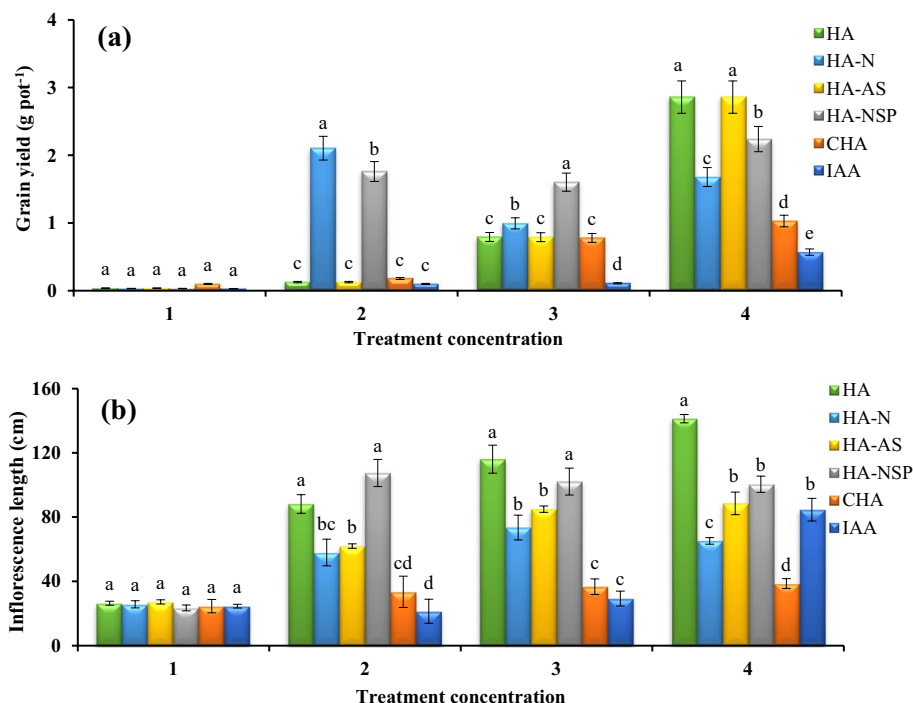 (a)
Grain yield (g pot-1)
4
3
2
1
0
a a a a a a
c a c b c c
c b c a c d
a c a b d e
1 2 3 4
Treatment concentration
HA
HA-N
HA-AS
HA-NSP
CHA
IAA
(b)
Inflorescence length (cm)
160
120
80
40
0
a a a a a a
a bc b a cd d
a b b a c c
a c b b d b
1 2 3 4
Treatment concentration
HA
HA-N
HA-AS
HA-NSP
CHA
IAA